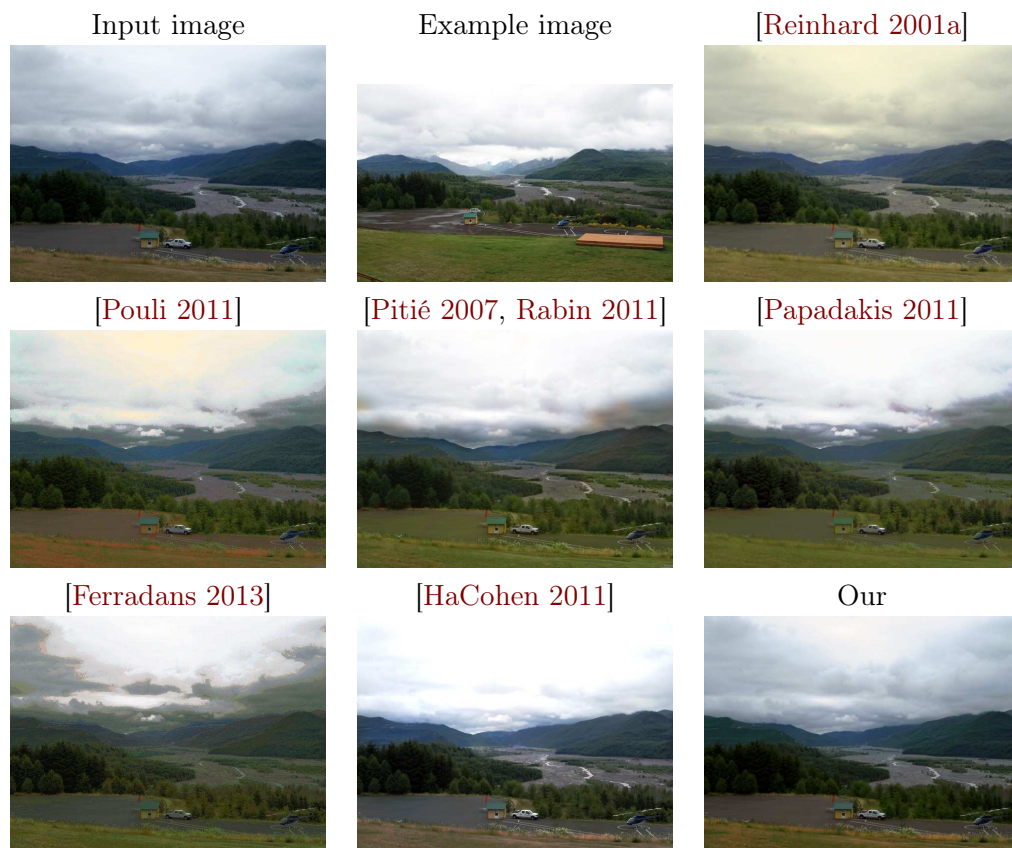 Input image
Example image
[Reinhard 2001a]
[Pouli 2011]
[Pitié 2007, Rabin 2011]
[Papadakis 2011]
[Ferradans 2013]
[HaCohen 2011]
Our